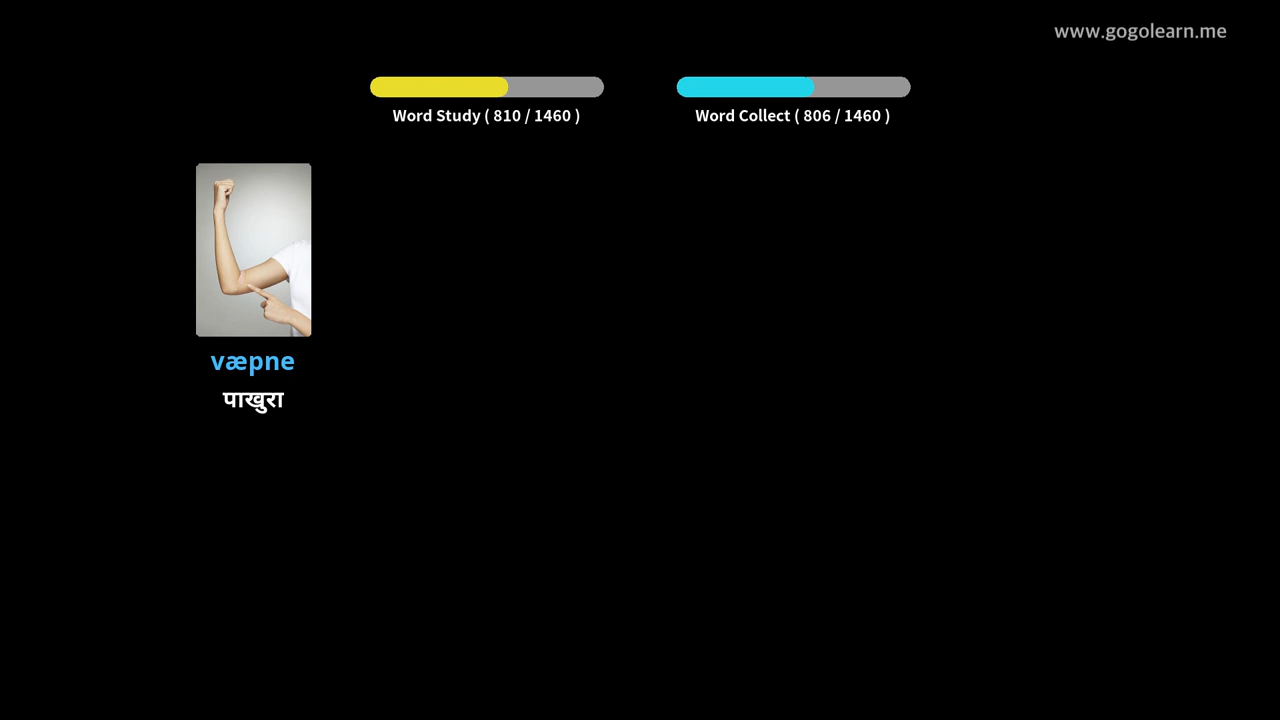 www.gogolearn.me
Word Study ( 810 / 1460 )
Word Collect ( 806 / 1460 )
væpne
पाखुरा